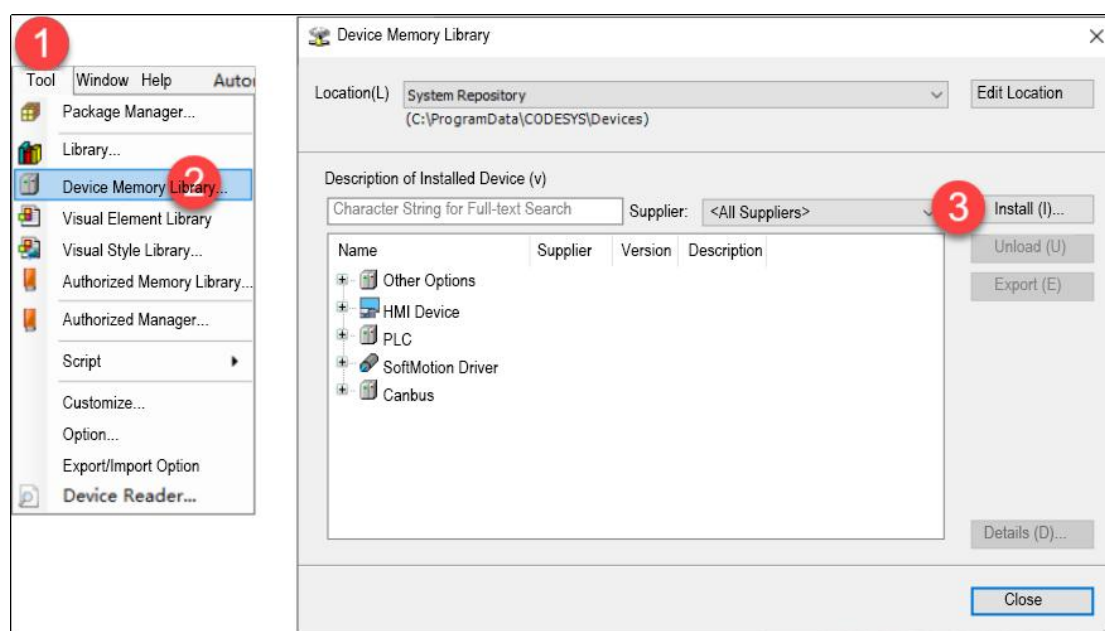 1
Tool Window Help Auto
Package Manager...
Library...
Device Memory Library...
2
Visual Element Library
Visual Style Library...
Authorized Memory Library...
Authorized Manager...
Script
Customize...
Option...
Export/Import Option
Device Reader...
Device Memory Library
Location(L) System Repository Edit Location
(C:\ProgramData\CODESYS\Devices)
Description of Installed Device (v)
Character String for Full-text Search Supplier: <All Suppliers> 3 Install (I)...
Name Supplier Version Description Unload (U)
Other Options Export (E)
HMI Device
PLC
SoftMotion Driver
Canbus
Details (D)...
Close